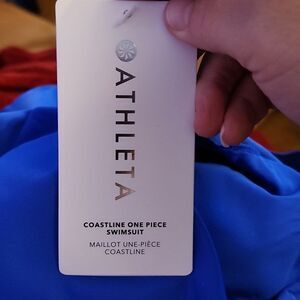 ATHLETA
COASTLINE ONE PIECE
SWIMSUIT
MAILLOT UNE-PIÈCE
COASTLINE